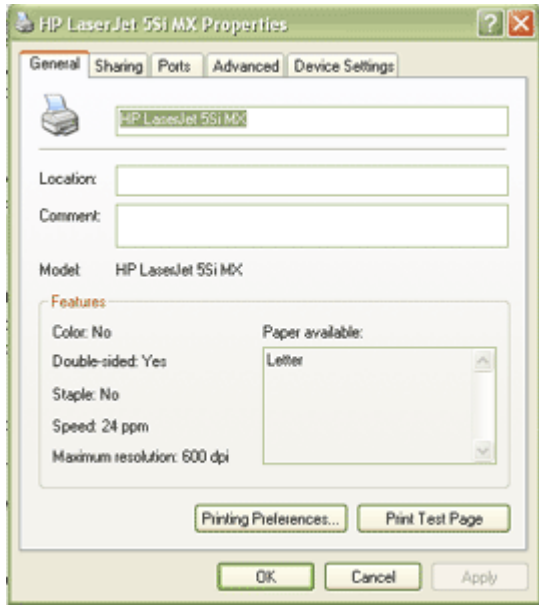 HP LaserJet 5Si MX Properties
General Sharing Ports Advanced Device Settings
HP LaserJet 5Si MX
Location:
Comment:
Model: HP LaserJet 5Si MX
Features
Color: No Paper available:
Double-sided: Yes Letter
Staple: No
Speed: 24 ppm
Maximum resolution: 600 dpi
Printing Preferences... Print Test Page
OK Cancel Apply